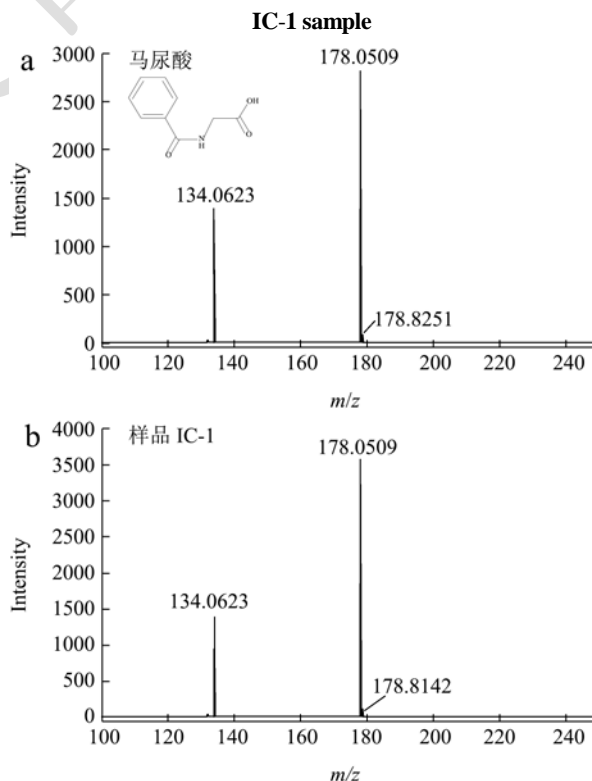 IC-1 sample
a
马尿酸
OH
O
N
H
O
3000
2500
2000
1500
1000
500
0
Intensity
178.0509
134.0623
178.8251
100 120 140 160 180 200 220 240
m/z
b
样品 IC-1
4000
3500
3000
2500
2000
1500
1000
500
0
Intensity
178.0509
134.0623
178.8142
100 120 140 160 180 200 220 240
m/z